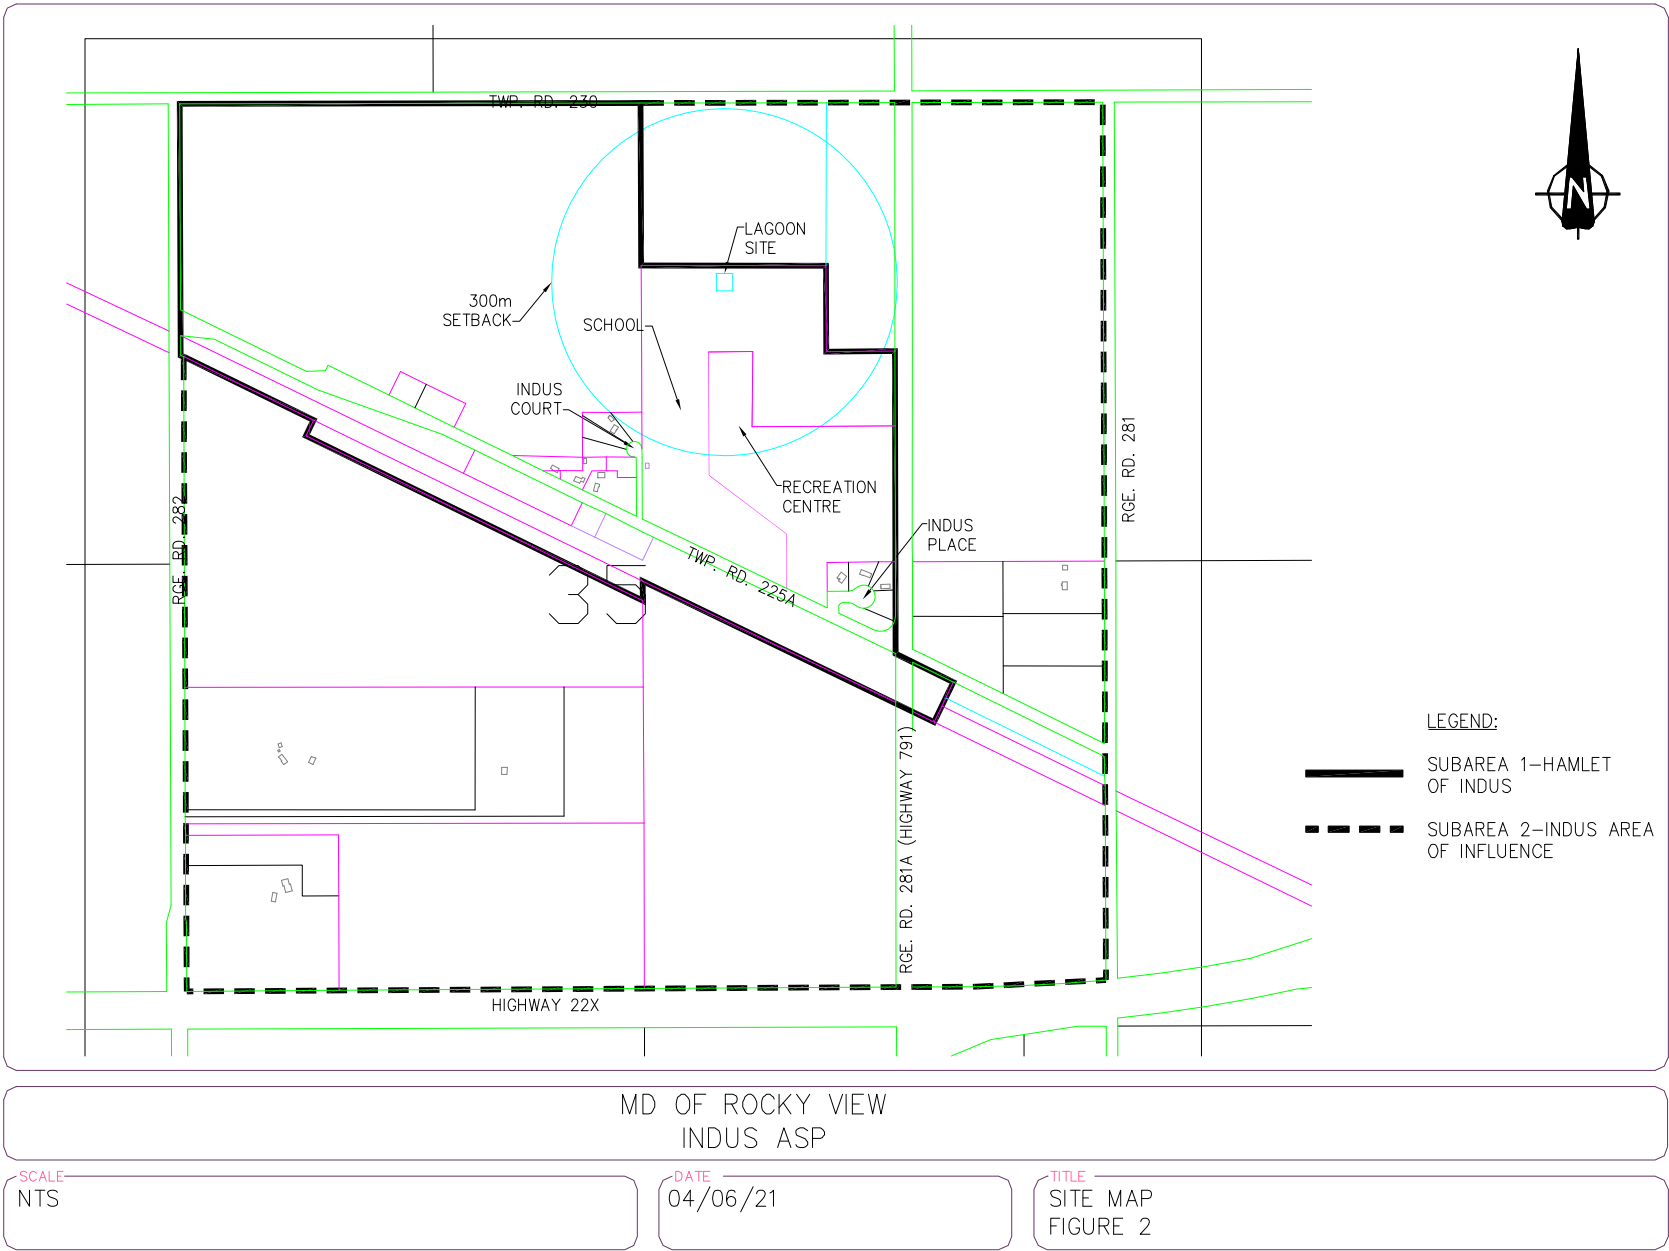 TWP. RD. 230
N
LAGOON
SITE
300m
SETBACK
SCHOOL
INDUS
COURT
RECREATION
CENTRE
INDUS
PLACE
RGE. RD. 281
RGE. RD. 282
TWP. RD. 225A
35
RGE. RD. 281A (HIGHWAY 791)
HIGHWAY 22X
LEGEND:
SUBAREA 1-HAMLET
OF INDUS
SUBAREA 2-INDUS AREA
OF INFLUENCE
MD OF ROCKY VIEW
INDUS ASP
SCALE
NTS
DATE
04/06/21
TITLE
SITE MAP
FIGURE 2